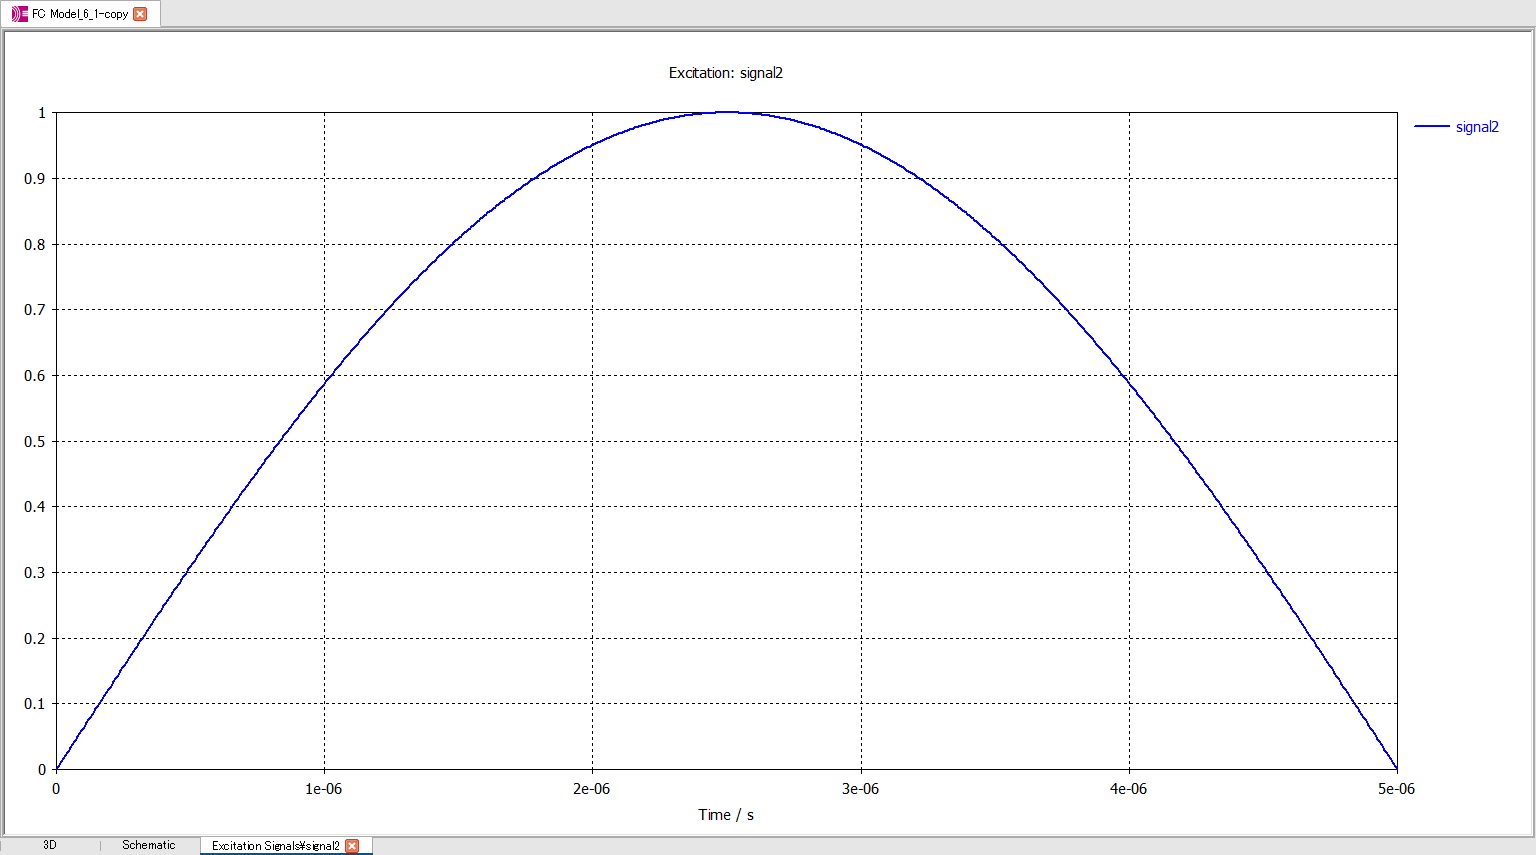 FC Model_6_1-copy
Excitation: signal2
signal2
1
0.9
0.8
0.7
0.6
0.5
0.4
0.3
0.2
0.1
0
0 1e-06 2e-06 3e-06 4e-06 5e-06
Time / s
3D Schematic Excitation Signals¥signal2